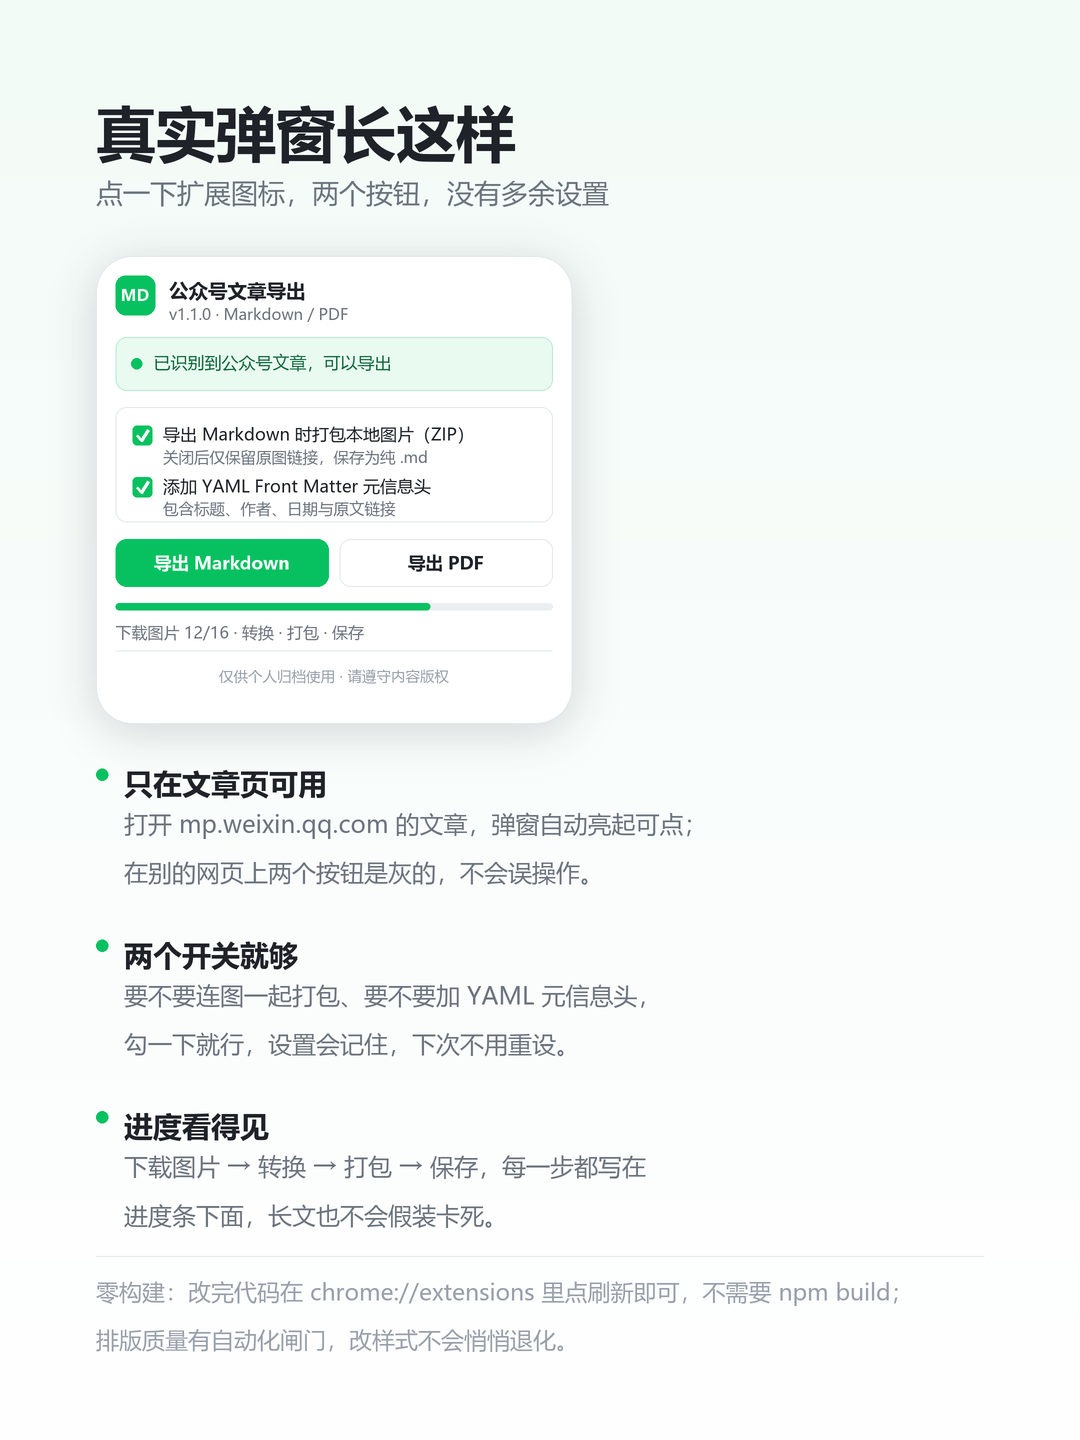 真实弹窗长这样
点一下扩展图标，两个按钮，没有多余设置
MD
公众号文章导出
v1.1.0 · Markdown / PDF
已识别到公众号文章，可以导出
导出 Markdown 时打包本地图片（ZIP）
关闭后仅保留原图链接，保存为纯 .md
添加 YAML Front Matter 元信息头
包含标题、作者、日期与原文链接
导出 Markdown
导出 PDF
下载图片 12/16 · 转换 · 打包 · 保存
仅供个人归档使用 · 请遵守内容版权
只在文章页可用
打开 mp.weixin.qq.com 的文章，弹窗自动亮起可点；
在别的网页上两个按钮是灰的，不会误操作。
两个开关就够
要不要连图一起打包、要不要加 YAML 元信息头，
勾一下就行，设置会记住，下次不用重设。
进度看得见
下载图片 → 转换 → 打包 → 保存，每一步都写在
进度条下面，长文也不会假装卡死。
零构建：改完代码在 chrome://extensions 里点刷新即可，不需要 npm build；
排版质量有自动化闸门，改样式不会悄悄退化。